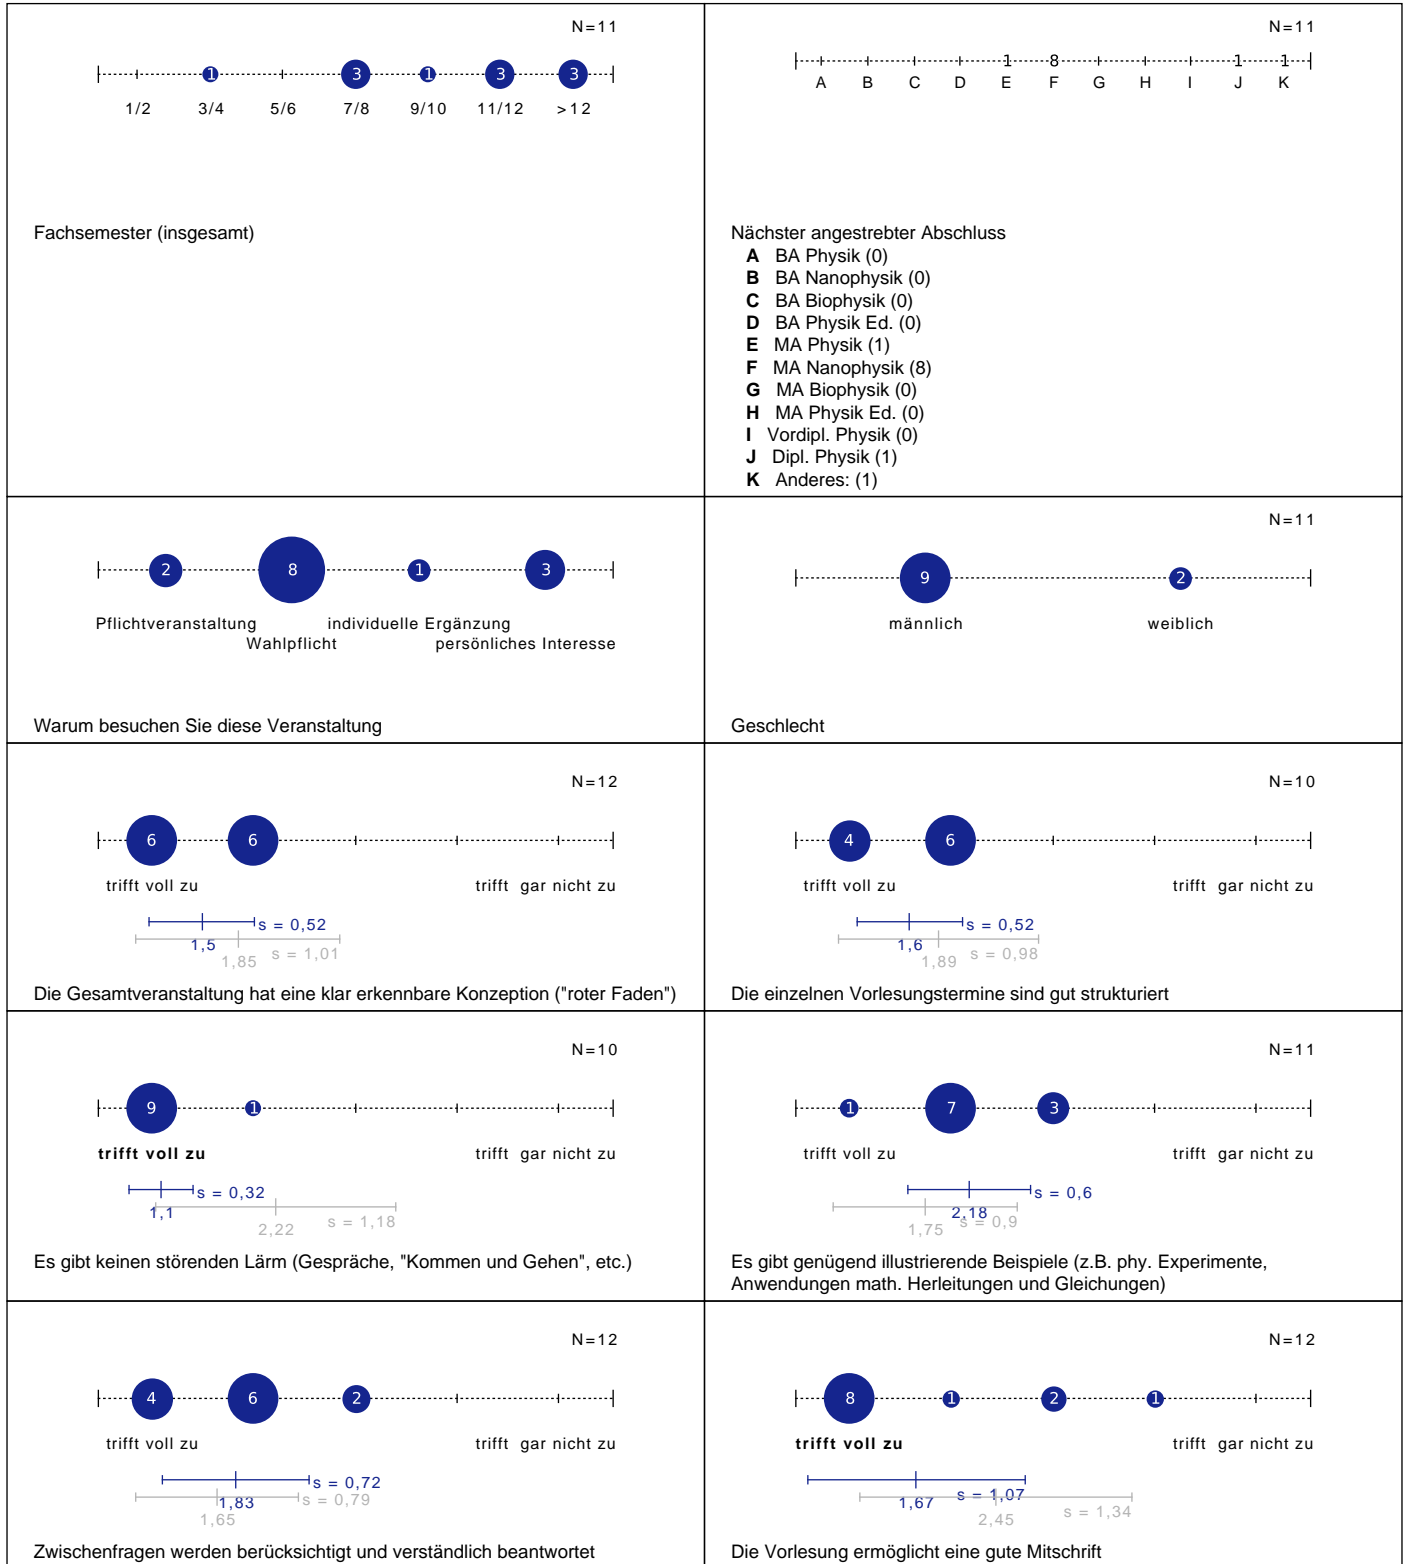 N=11
1 3 1 3 3
1/2 3/4 5/6 7/8 9/10 11/12 >12
Fachsemester (insgesamt)
N=11
1 8 1 1
A B C D E F G H I J K
Nächster angestrebter Abschluss
A BA Physik (0)
B BA Nanophysik (0)
C BA Biophysik (0)
D BA Physik Ed. (0)
E MA Physik (1)
F MA Nanophysik (8)
G MA Biophysik (0)
H MA Physik Ed. (0)
I Vordipl. Physik (0)
J Dipl. Physik (1)
K Anderes: (1)
2 8 1 3
Pflichtveranstaltung individuelle Ergänzung
Wahlpflicht persönliches Interesse
Warum besuchen Sie diese Veranstaltung
N=11
9 2
männlich weiblich
Geschlecht
N=12
6 6
trifft voll zu trifft gar nicht zu
s = 0,52
1,5
s = 1,01
1,85
Die Gesamtveranstaltung hat eine klar erkennbare Konzeption ("roter Faden")
N=10
4 6
trifft voll zu trifft gar nicht zu
s = 0,52
1,6
s = 0,98
1,89
Die einzelnen Vorlesungstermine sind gut strukturiert
N=10
9 1
trifft voll zu trifft gar nicht zu
s = 0,32
1,1
s = 1,18
2,22
Es gibt keinen störenden Lärm (Gespräche, "Kommen und Gehen", etc.)
N=11
1 7 3
trifft voll zu trifft gar nicht zu
s = 0,6
2,18
s = 0,9
1,75
Es gibt genügend illustrierende Beispiele (z.B. phy. Experimente,
Anwendungen math. Herleitungen und Gleichungen)
N=12
4 6 2
trifft voll zu trifft gar nicht zu
s = 0,72
1,83
s = 0,79
1,65
Zwischenfragen werden berücksichtigt und verständlich beantwortet
N=12
8 1 2 1
trifft voll zu trifft gar nicht zu
s = 1,07
1,67
s = 1,34
2,45
Die Vorlesung ermöglicht eine gute Mitschrift